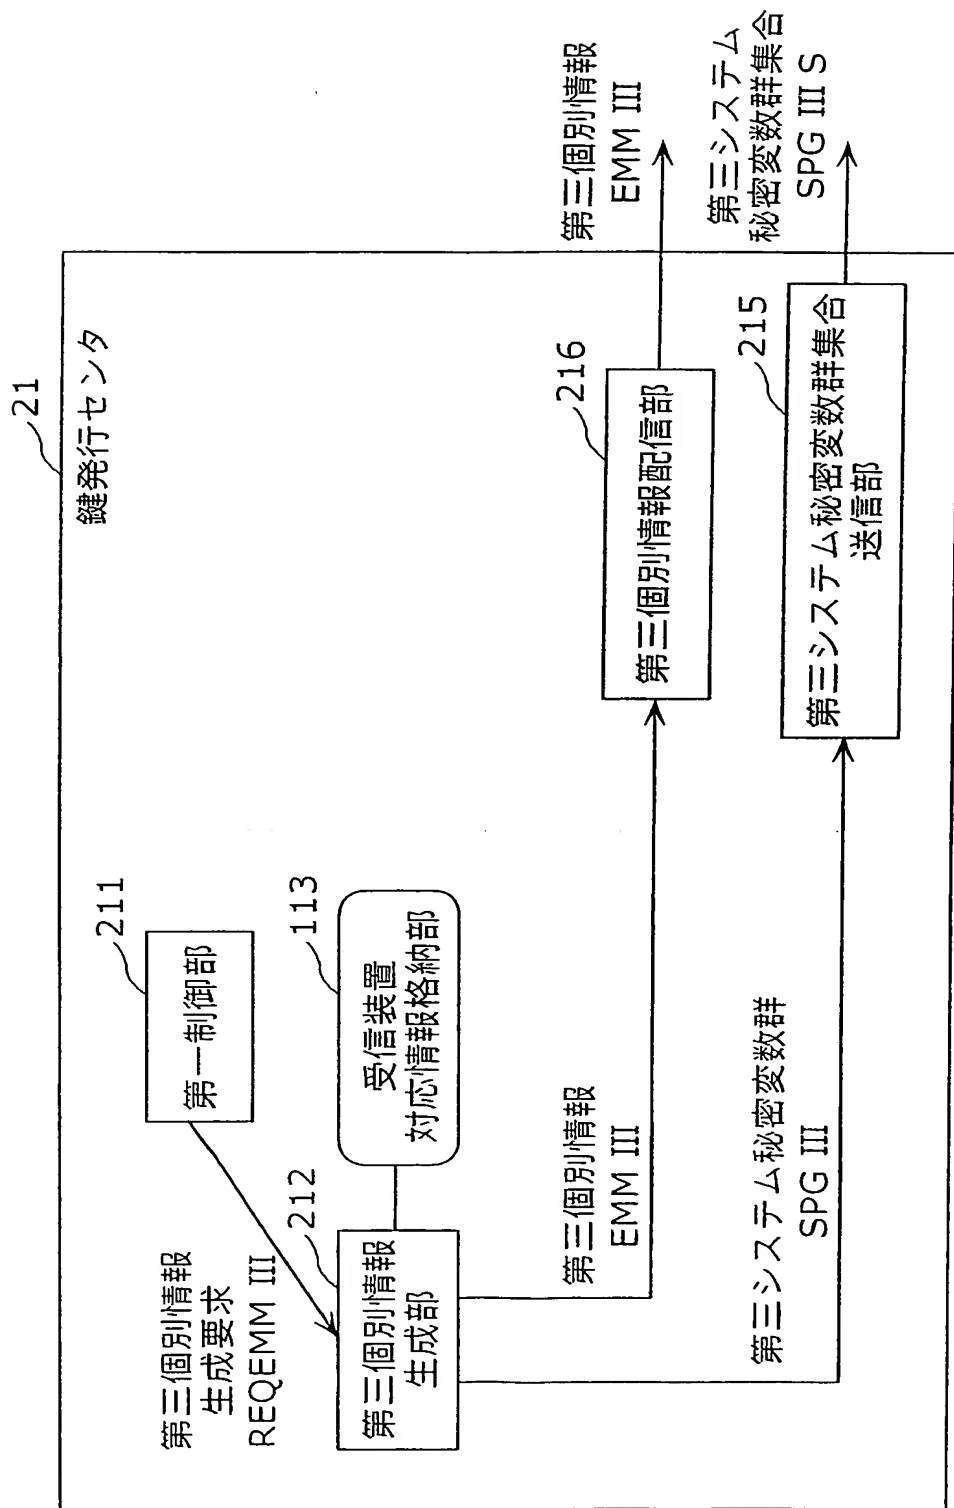 21
鍵発行センタ
211
第一制御部
第三個別情報
生成要求
REQEMM III
212
第三個別情報
生成部
113
受信装置
対応情報格納部
第三個別情報
EMM III
216
第三個別情報配信部
第三個別情報
EMM III
第三システム秘密変数群
SPG III
215
第三システム秘密変数群集合
送信部
第三システム
秘密変数群集合
SPG III S